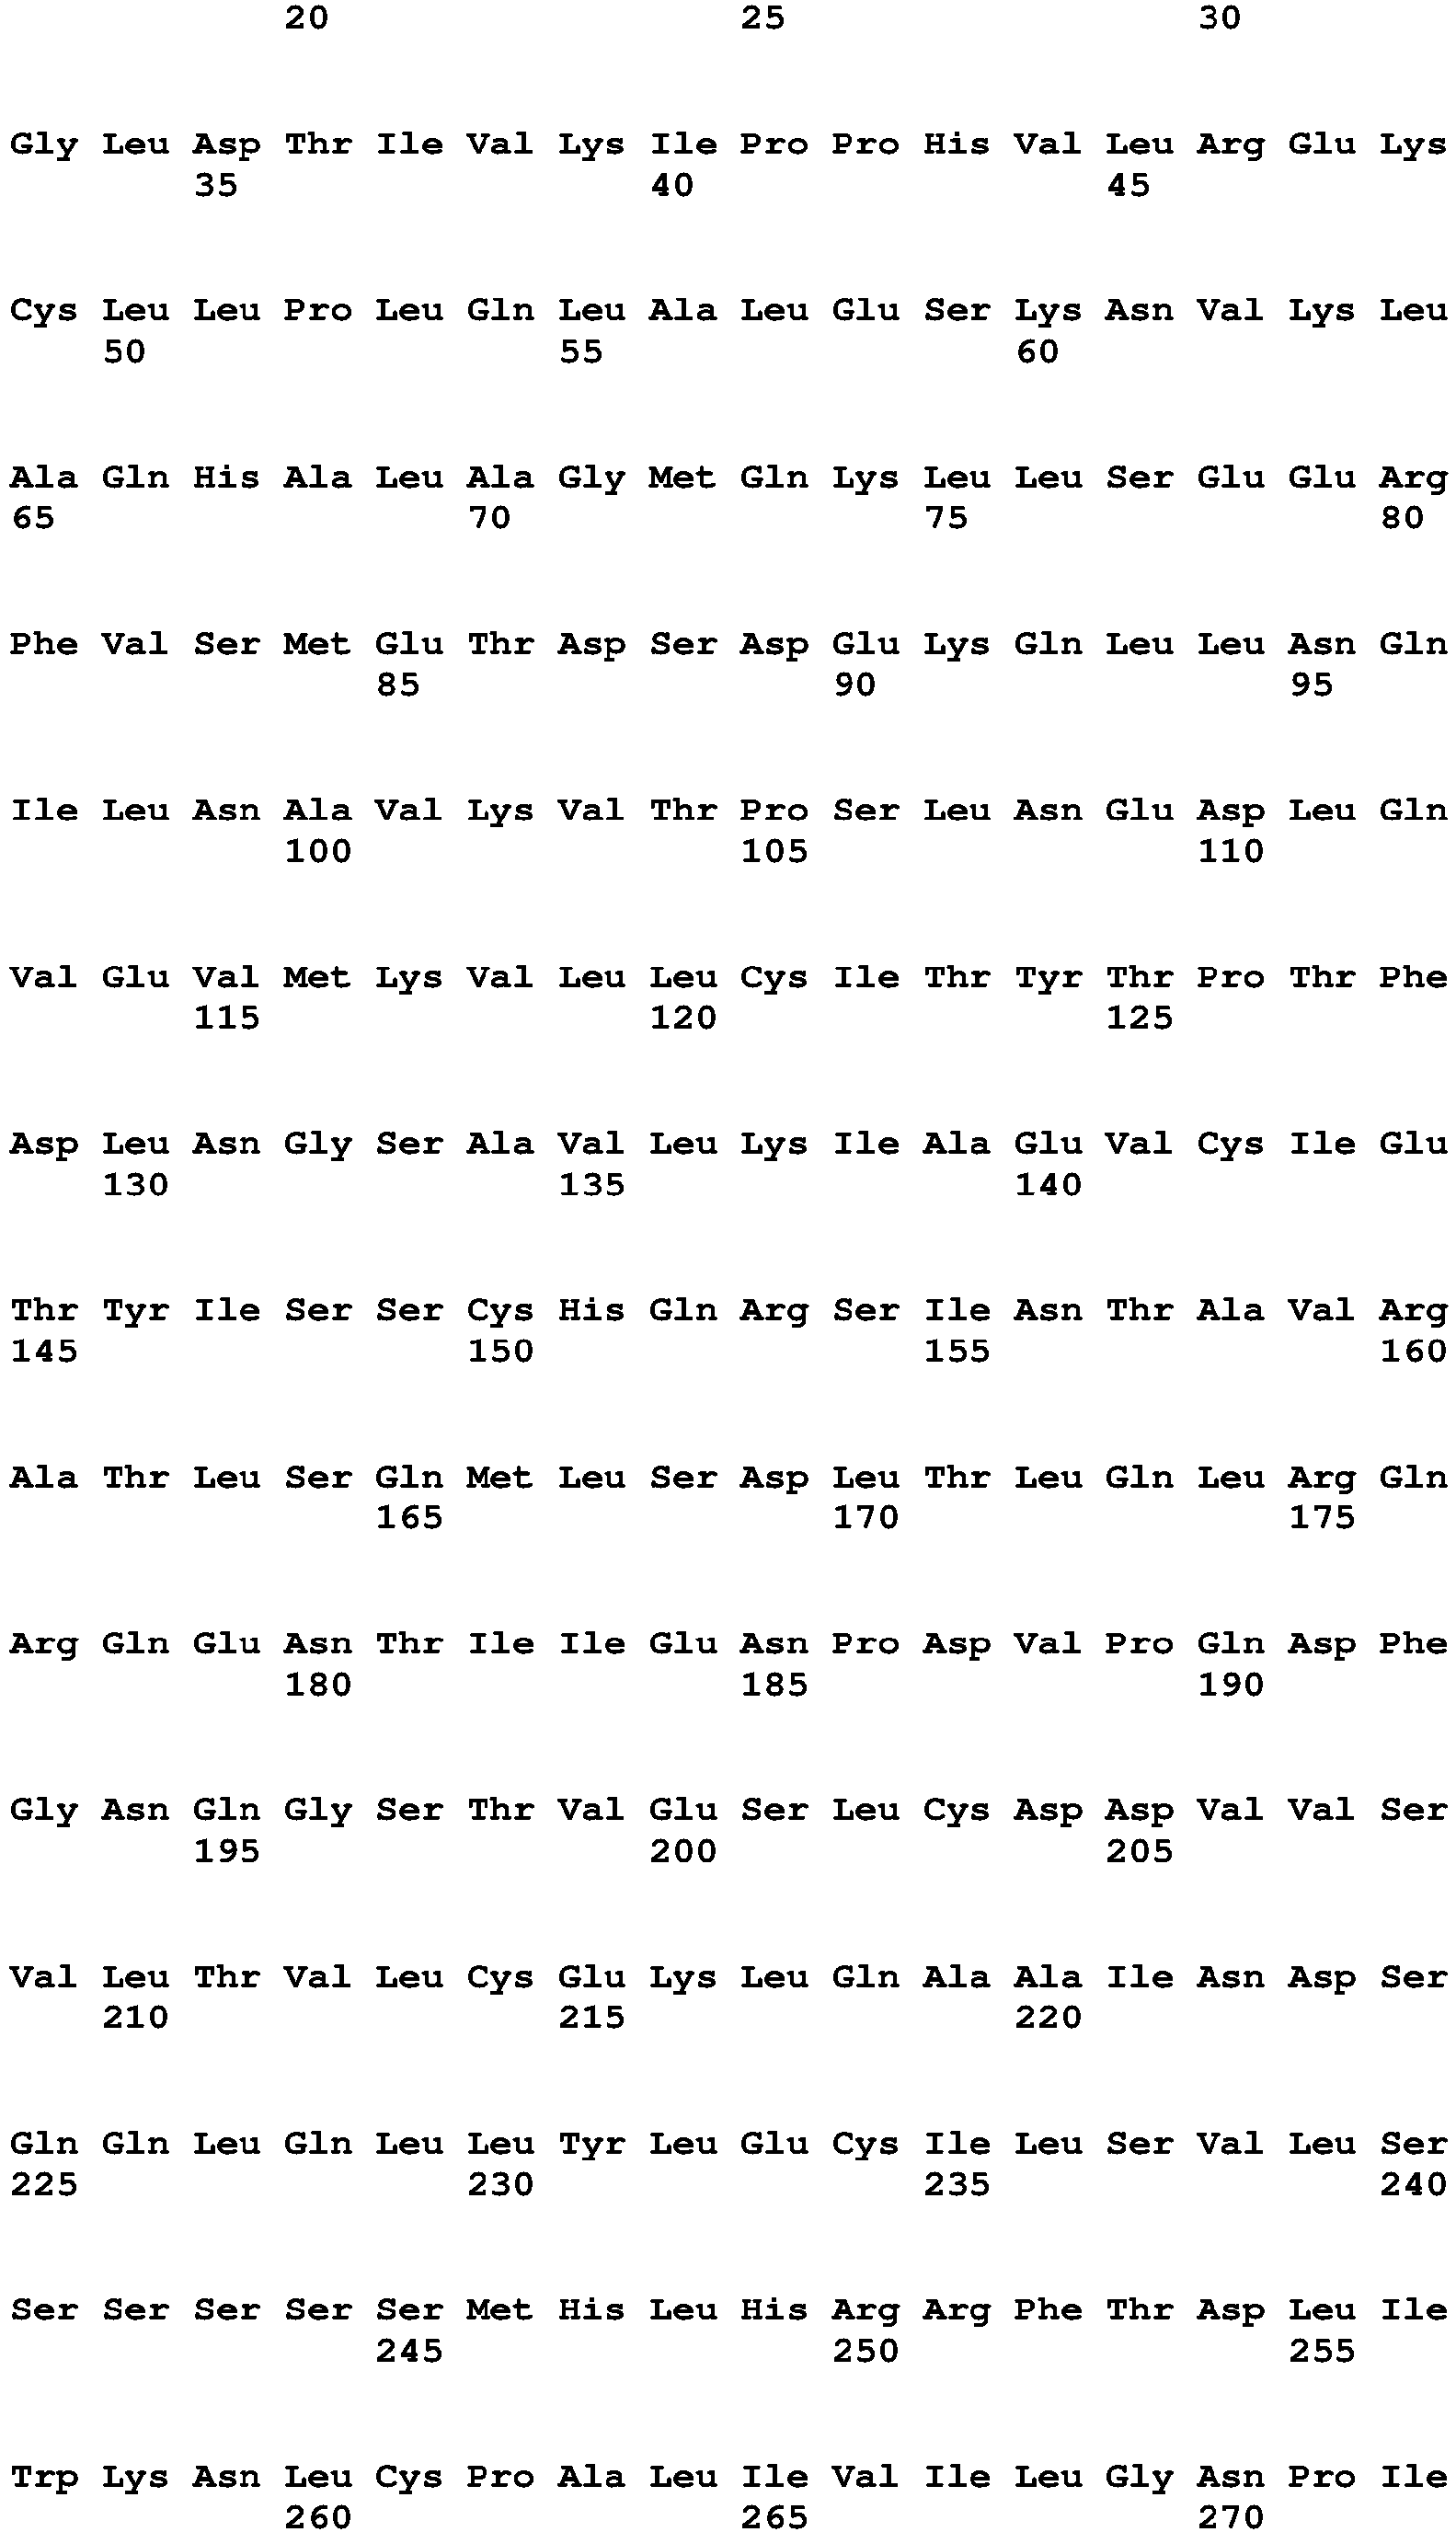 20 25 30
Gly Leu Asp Thr Ile Val Lys Ile Pro Pro His Val Leu Arg Glu Lys
35 40 45
Cys Leu Leu Pro Leu Gln Leu Ala Leu Glu Ser Lys Asn Val Lys Leu
50 55 60
Ala Gln His Ala Leu Ala Gly Met Gln Lys Leu Leu Ser Glu Glu Arg
65 70 75 80
Phe Val Ser Met Glu Thr Asp Ser Asp Glu Lys Gln Leu Leu Asn Gln
85 90 95
Ile Leu Asn Ala Val Lys Val Thr Pro Ser Leu Asn Glu Asp Leu Gln
100 105 110
Val Glu Val Met Lys Val Leu Leu Cys Ile Thr Tyr Thr Pro Thr Phe
115 120 125
Asp Leu Asn Gly Ser Ala Val Leu Lys Ile Ala Glu Val Cys Ile Glu
130 135 140
Thr Tyr Ile Ser Ser Cys His Gln Arg Ser Ile Asn Thr Ala Val Arg
145 150 155 160
Ala Thr Leu Ser Gln Met Leu Ser Asp Leu Thr Leu Gln Leu Arg Gln
165 170 175
Arg Gln Glu Asn Thr Ile Ile Glu Asn Pro Asp Val Pro Gln Asp Phe
180 185 190
Gly Asn Gln Gly Ser Thr Val Glu Ser Leu Cys Asp Asp Val Val Ser
195 200 205
Val Leu Thr Val Leu Cys Glu Lys Leu Gln Ala Ala Ile Asn Asp Ser
210 215 220
Gln Gln Leu Gln Leu Leu Tyr Leu Glu Cys Ile Leu Ser Val Leu Ser
225 230 235 240
Ser Ser Ser Ser Ser Met His Leu His Arg Arg Phe Thr Asp Leu Ile
245 250 255
Trp Lys Asn Leu Cys Pro Ala Leu Ile Val Ile Leu Gly Asn Pro Ile
260 265 270